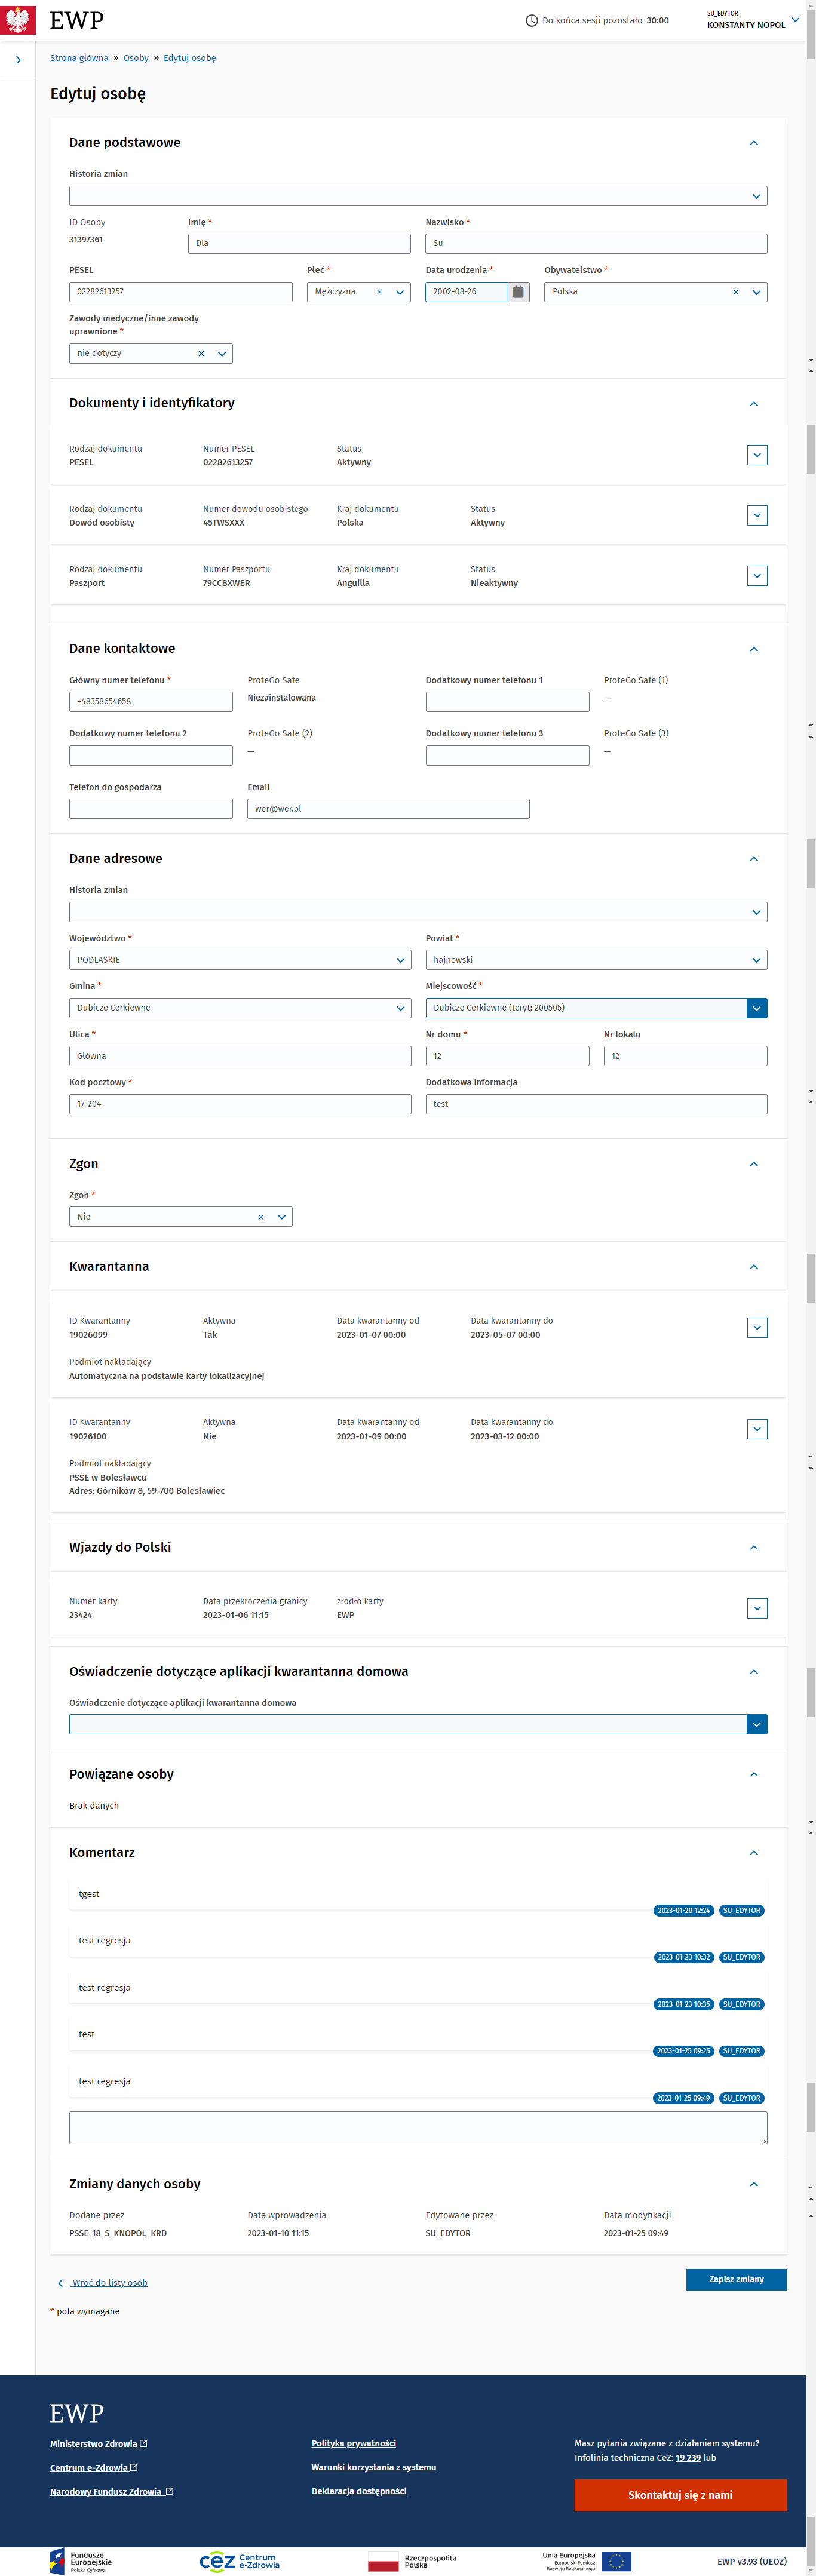 EWP
Do końca sesji pozostało 30:00
SU_EDYTOR
KONSTANTY NOPOL
Strona główna » Osoby » Edytuj osobę
Edytuj osobę
Dane podstawowe
Historia zmian
ID Osoby Imię * Nazwisko *
31397361 Dla Su
PESEL Płeć * Data urodzenia * Obywatelstwo *
02282613257 Mężczyzna 2002-08-26 Polska
Zawody medyczne/inne zawody
uprawnione *
nie dotyczy
Dokumenty i identyfikatory
Rodzaj dokumentu Numer PESEL Status
PESEL 02282613257 Aktywny
Rodzaj dokumentu Numer dowodu osobistego Kraj dokumentu Status
Dowód osobisty 45TWSXXX Polska Aktywny
Rodzaj dokumentu Numer Paszportu Kraj dokumentu Status
Paszport 79CCBXWER Anguilla Nieaktywny
Dane kontaktowe
Główny numer telefonu * ProteGo Safe Dodatkowy numer telefonu 1 ProteGo Safe (1)
+48358654658 Niezainstalowana —
Dodatkowy numer telefonu 2 ProteGo Safe (2) Dodatkowy numer telefonu 3 ProteGo Safe (3)
— —
Telefon do gospodarza Email
wer@wer.pl
Dane adresowe
Historia zmian
Województwo * Powiat *
PODLASKIE hajnowski
Gmina * Miejscowość *
Dubicze Cerkiewne Dubicze Cerkiewne (teryt: 200505)
Ulica * Nr domu * Nr lokalu
Główna 12 12
Kod pocztowy * Dodatkowa informacja
17-204 test
Zgon
Zgon *
Nie
Kwarantanna
ID Kwarantanny Aktywna Data kwarantanny od Data kwarantanny do
19026099 Tak 2023-01-07 00:00 2023-05-07 00:00
Podmiot nakładający
Automatyczna na podstawie karty lokalizacyjnej
ID Kwarantanny Aktywna Data kwarantanny od Data kwarantanny do
19026100 Nie 2023-01-09 00:00 2023-03-12 00:00
Podmiot nakładający
PSSE w Bolesławcu
Adres: Górników 8, 59-700 Bolesławiec
Wjazdy do Polski
Numer karty Data przekroczenia granicy źródło karty
23424 2023-01-06 11:15 EWP
Oświadczenie dotyczące aplikacji kwarantanna domowa
Oświadczenie dotyczące aplikacji kwarantanna domowa
Powiązane osoby
Brak danych
Komentarz
tgest
2023-01-20 12:24 SU_EDYTOR
test regresja
2023-01-23 10:32 SU_EDYTOR
test regresja
2023-01-23 10:35 SU_EDYTOR
test
2023-01-25 09:25 SU_EDYTOR
test regresja
2023-01-25 09:49 SU_EDYTOR
Zmiany danych osoby
Dodane przez Data wprowadzenia Edytowane przez Data modyfikacji
PSSE_18_S_KNOPOL_KRD 2023-01-10 11:15 SU_EDYTOR 2023-01-25 09:49
Wróć do listy osób Zapisz zmiany
* pola wymagane
EWP
Ministerstwo Zdrowia Polityka prywatności Masz pytania związane z działaniem systemu?
Infolinia techniczna CeZ: 19 239 lub
Centrum e-Zdrowia Warunki korzystania z systemu
Narodowy Fundusz Zdrowia Deklaracja dostępności Skontaktuj się z nami
Fundusze
Europejskie
Polska Cyfrowa
cez Centrum
e-Zdrowia
Rzeczpospolita
Polska
Unia Europejska
Europejski Fundusz
Rozwoju Regionalnego
EWP v3.93 (UEOZ)